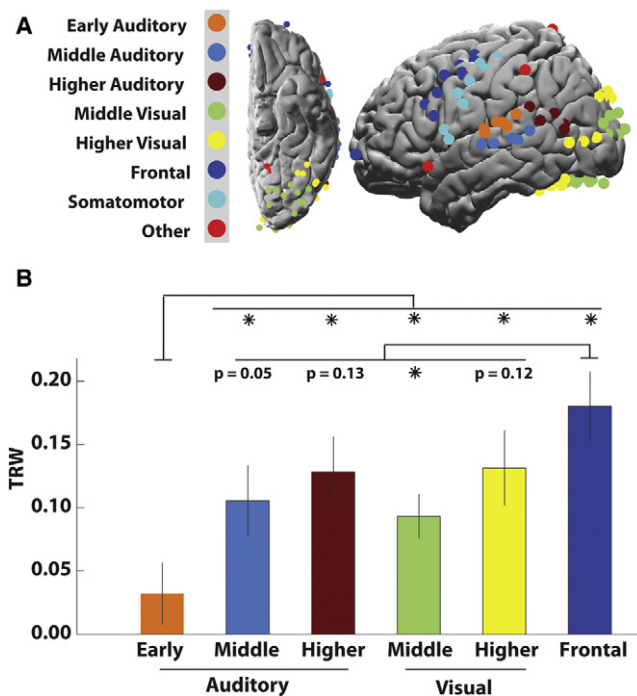 A
Early Auditory
Middle Auditory
Higher Auditory
Middle Visual
Higher Visual
Frontal
Somatomotor
Other
B
* * * * *
p = 0.05 p = 0.13 * p = 0.12
0.20
0.15
0.10
0.05
0.00
TRW
Early Middle Higher Middle Higher Frontal
Auditory Visual